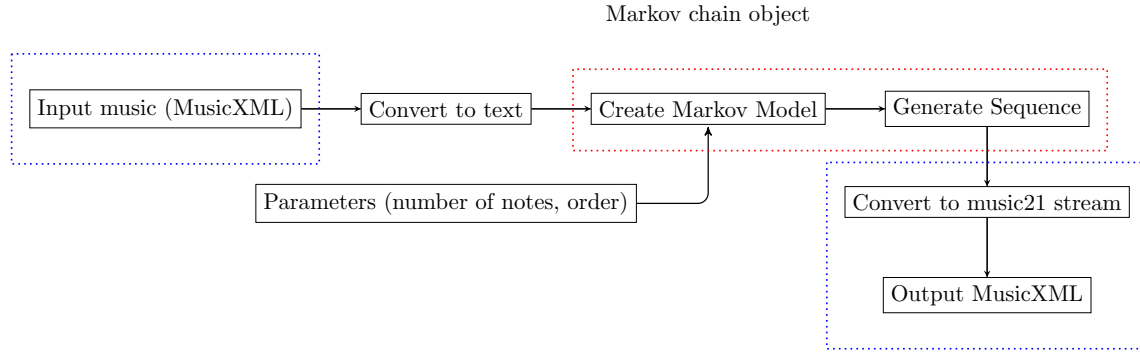 Markov chain object
Input music (MusicXML)
Convert to text
Create Markov Model
Generate Sequence
Parameters (number of notes, order)
Convert to music21 stream
Output MusicXML